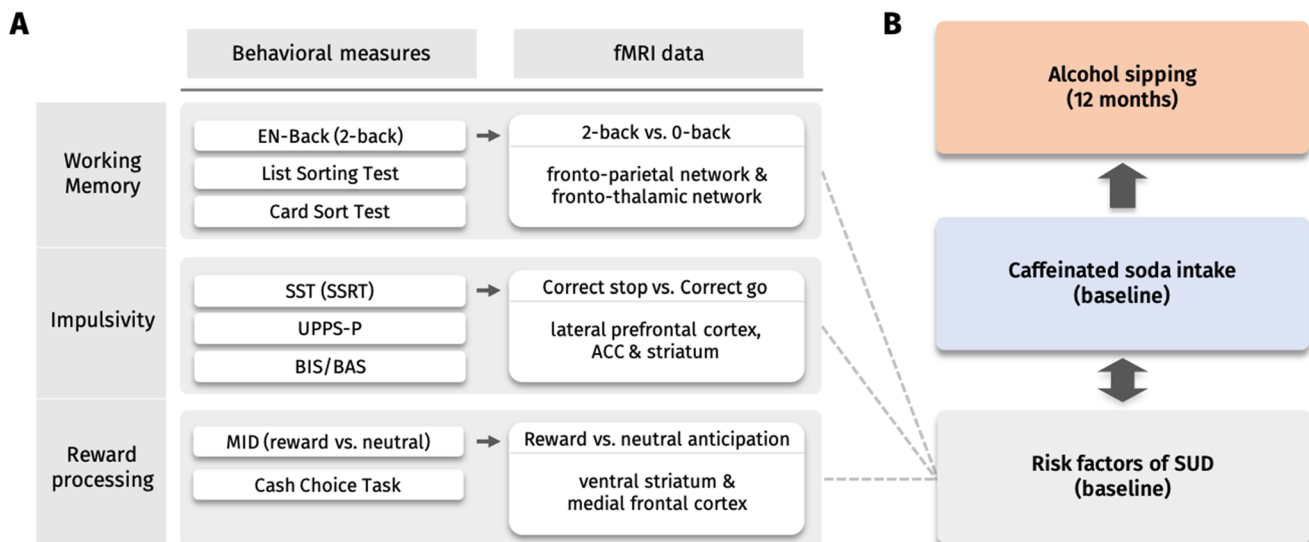 A
Behavioral measures
fMRI data
Working
Memory
EN-Back (2-back)
List Sorting Test
Card Sort Test
2-back vs. 0-back
fronto-parietal network &
fronto-thalamic network
Impulsivity
SST (SSRT)
UPPS-P
BIS/BAS
Correct stop vs. Correct go
lateral prefrontal cortex,
ACC & striatum
Reward
processing
MID (reward vs. neutral)
Cash Choice Task
Reward vs. neutral anticipation
ventral striatum &
medial frontal cortex
B
Alcohol sipping
(12 months)
Caffeinated soda intake
(baseline)
Risk factors of SUD
(baseline)